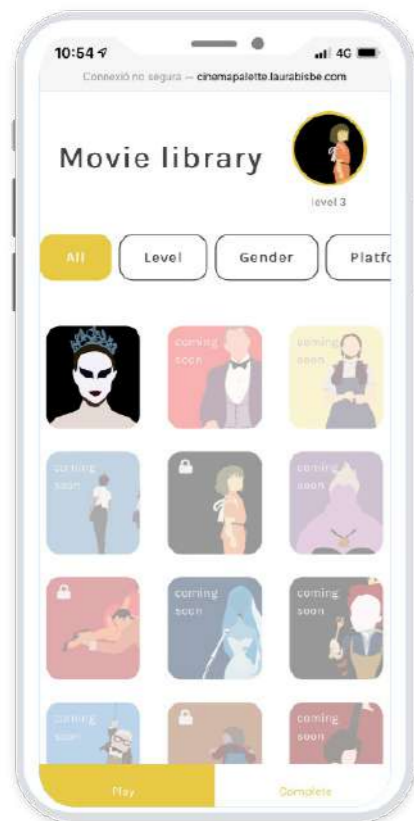 10:54 4G
Connexió no segura — cinemapalette.laurabisbe.com
Movie library
level 3
All Level Gender Platfo
coming soon
coming soon
coming soon
coming soon
coming soon
coming soon
coming soon
coming soon
Play Complete